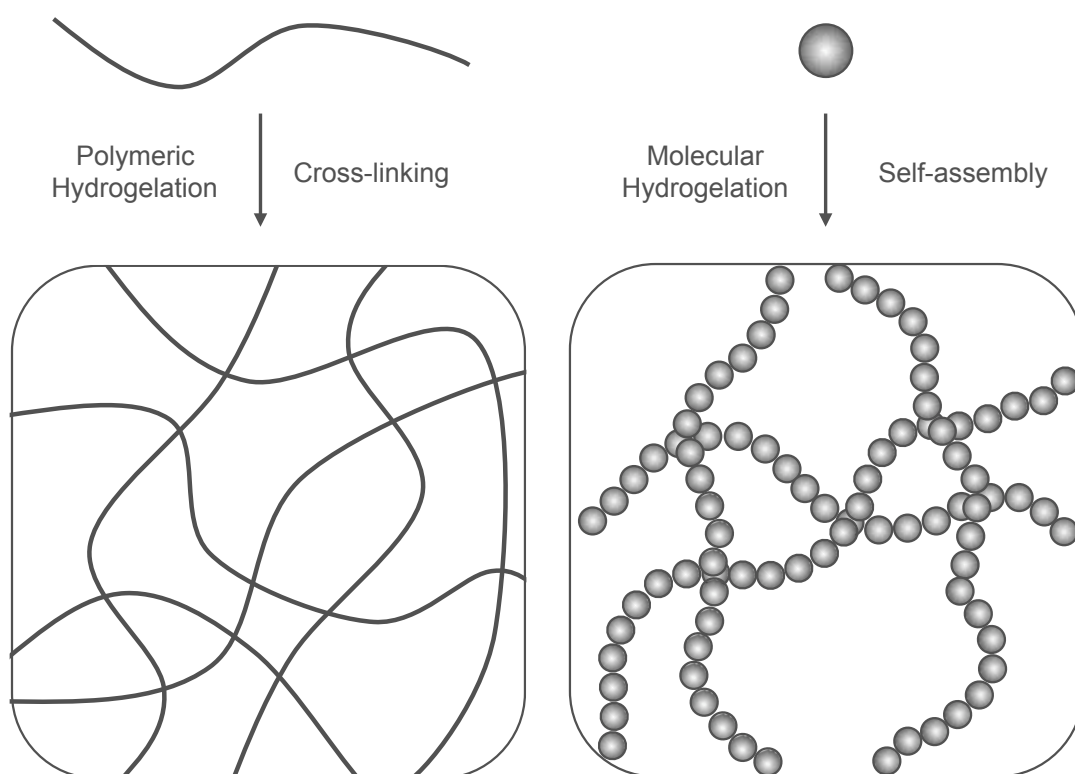 Polymeric
Hydrogelation
Cross-linking
Molecular
Hydrogelation
Self-assembly